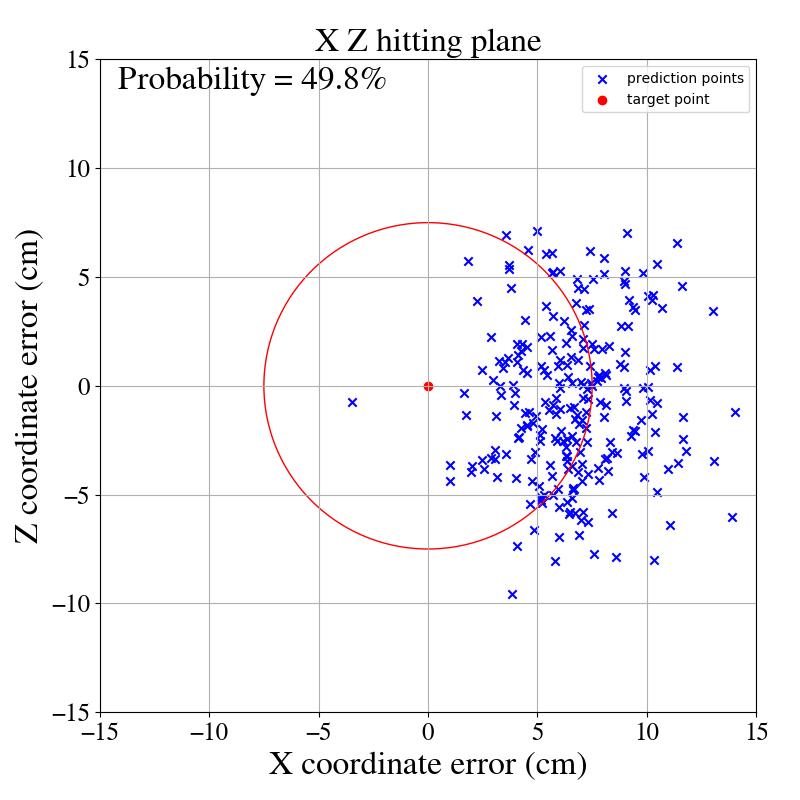 X Z hitting plane
Probability = 49.8%
prediction points
target point
15
10
5
0
−5
−10
−15
−15 −10 −5 0 5 10 15
X coordinate error (cm)
Z coordinate error (cm)